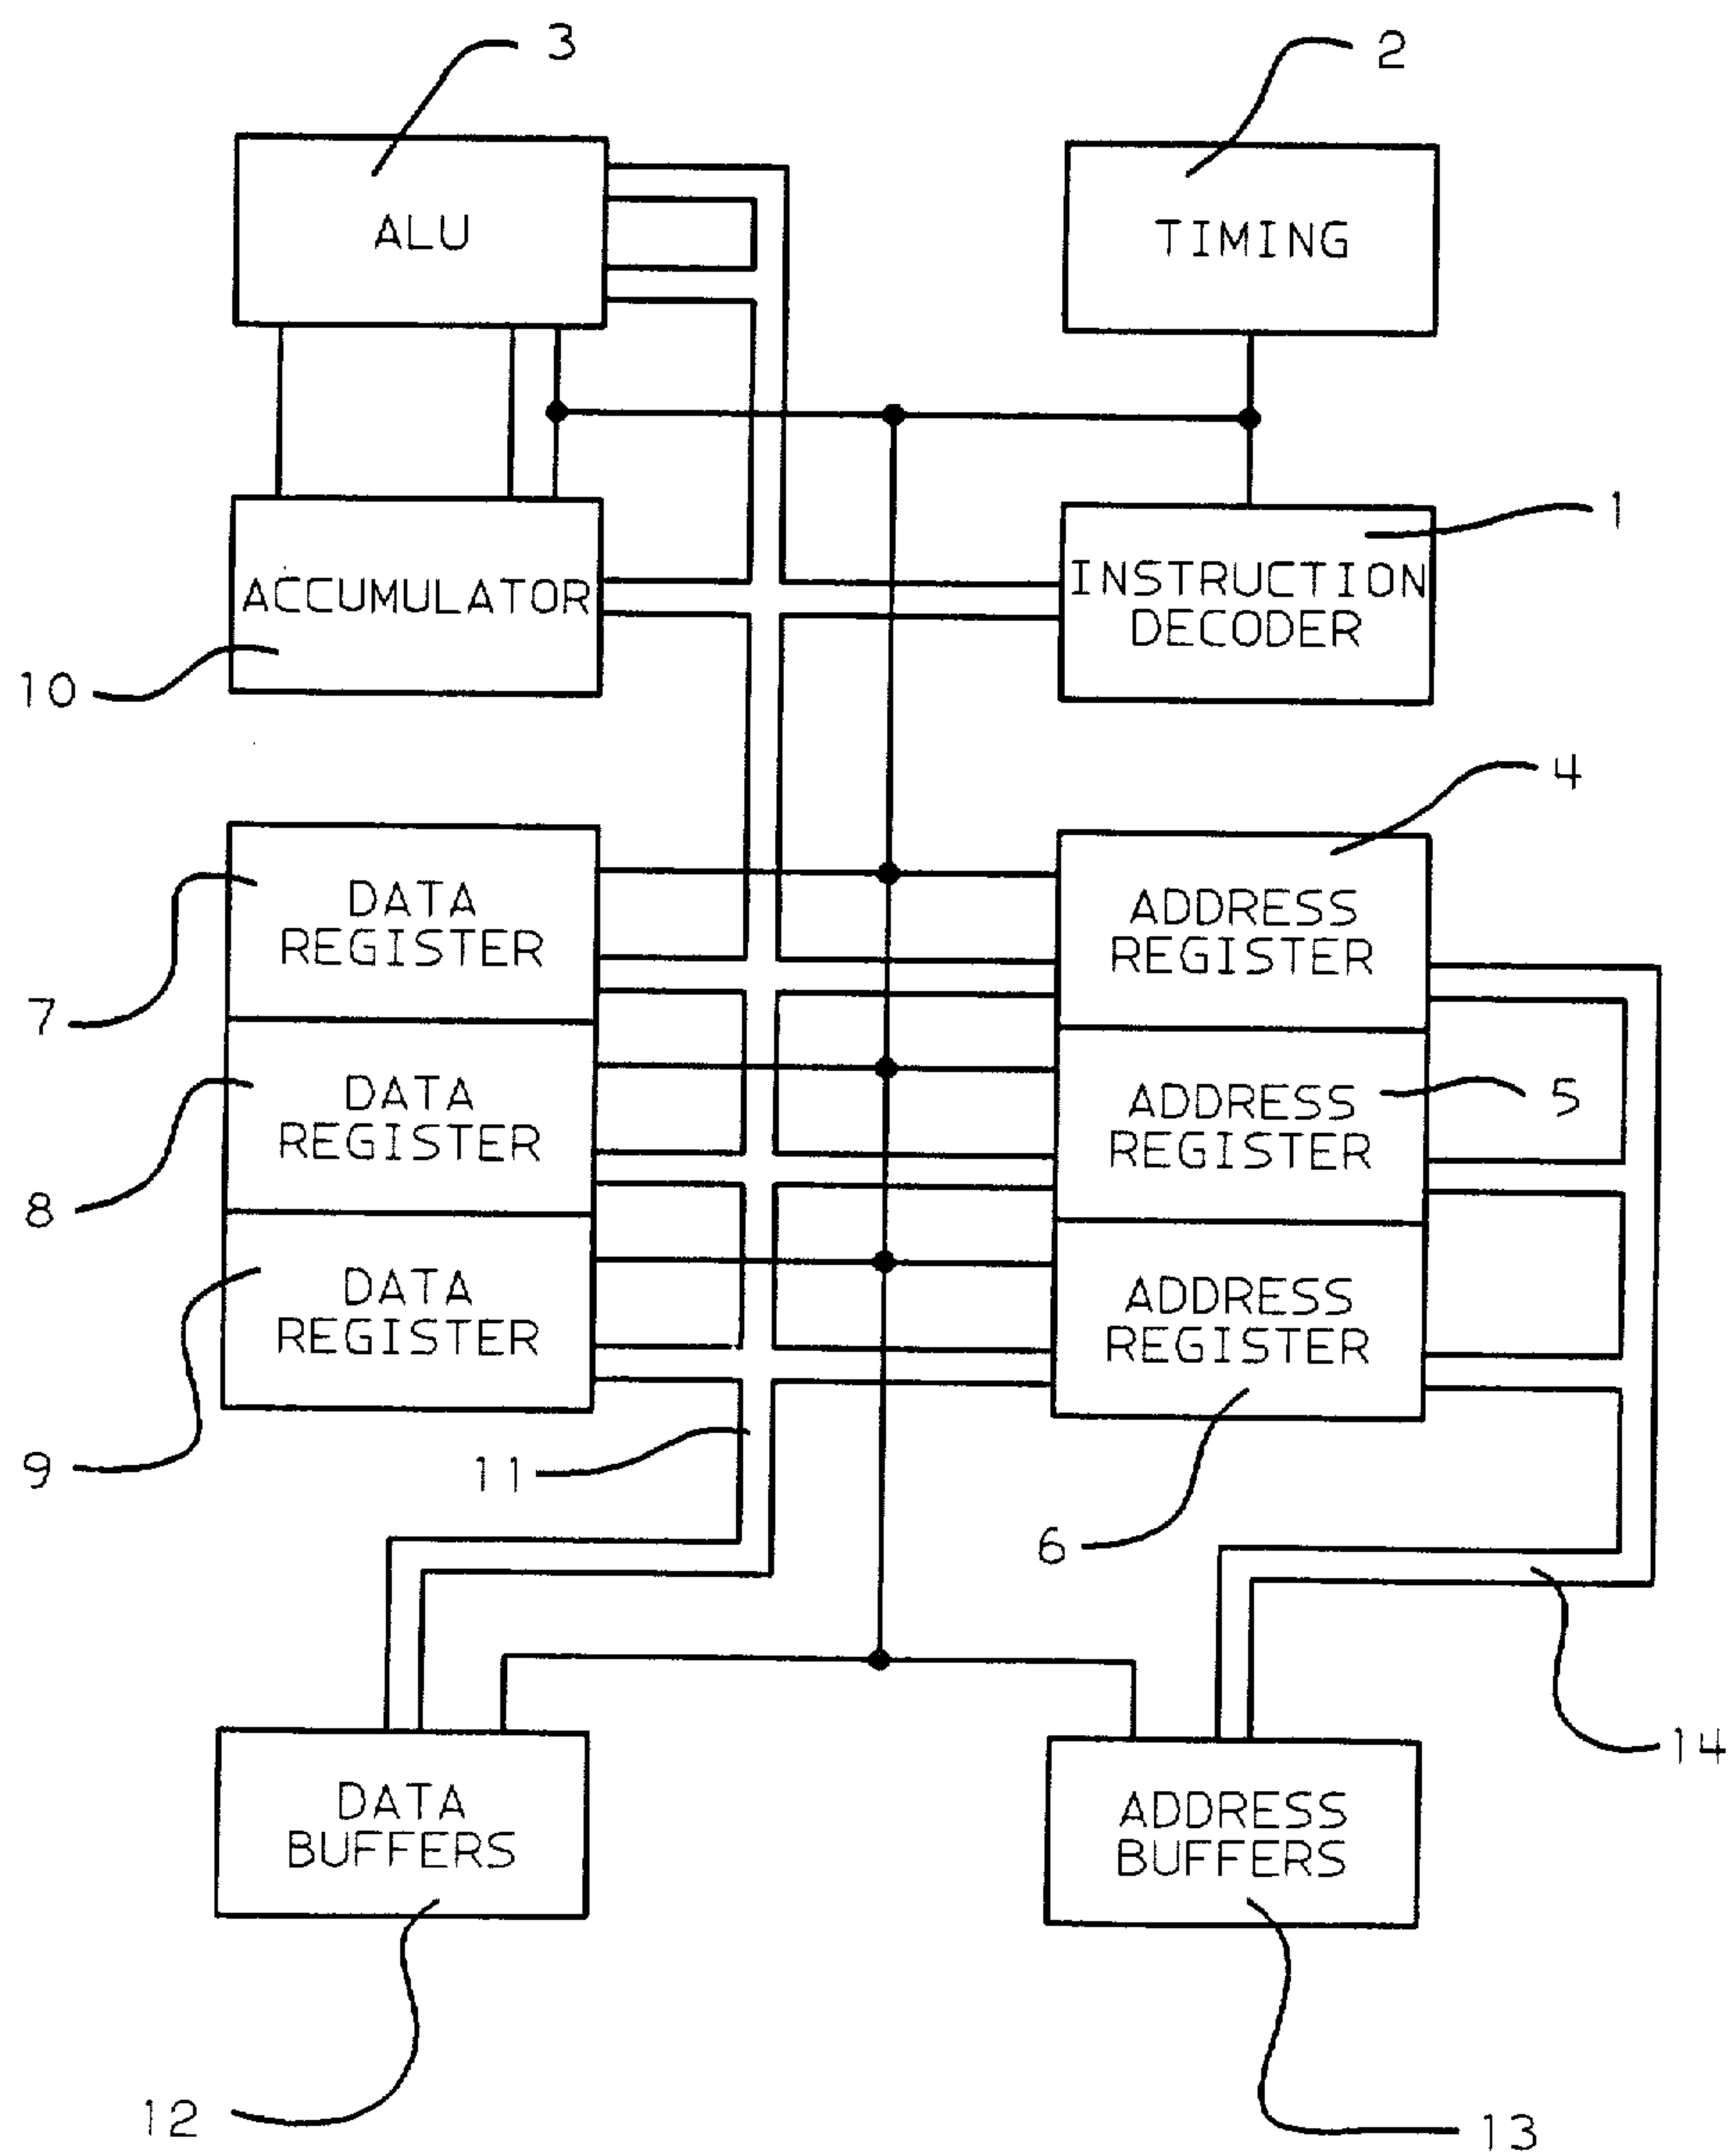 3
2
ALU
TIMING
1
ACCUMULATOR
INSTRUCTION
DECODER
10
4
7
DATA
REGISTER
ADDRESS
REGISTER
8
DATA
REGISTER
ADDRESS
REGISTER
5
9
DATA
REGISTER
ADDRESS
REGISTER
11
6
14
DATA
BUFFERS
ADDRESS
BUFFERS
12
13